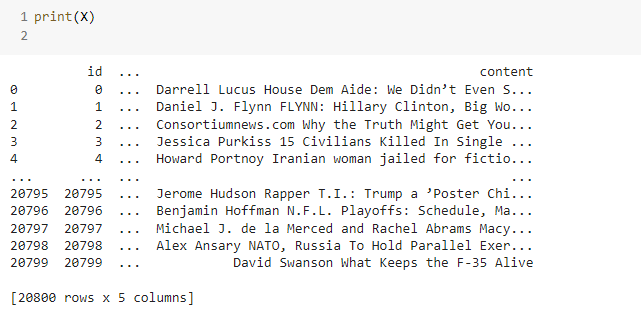 1 print(X)
2
id ... content
0 0 ... Darrell Lucus House Dem Aide: We Didn’t Even S...
1 1 ... Daniel J. Flynn FLYNN: Hillary Clinton, Big Wo...
2 2 ... Consortiumnews.com Why the Truth Might Get You...
3 3 ... Jessica Purkiss 15 Civilians Killed In Single ...
4 4 ... Howard Portnoy Iranian woman jailed for fictio...
... ... ... ...
20795 20795 ... Jerome Hudson Rapper T.I.: Trump a ’Poster Chi...
20796 20796 ... Benjamin Hoffman N.F.L. Playoffs: Schedule, Ma...
20797 20797 ... Michael J. de la Merced and Rachel Abrams Macy...
20798 20798 ... Alex Ansary NATO, Russia To Hold Parallel Exer...
20799 20799 ... David Swanson What Keeps the F-35 Alive
[20800 rows x 5 columns]